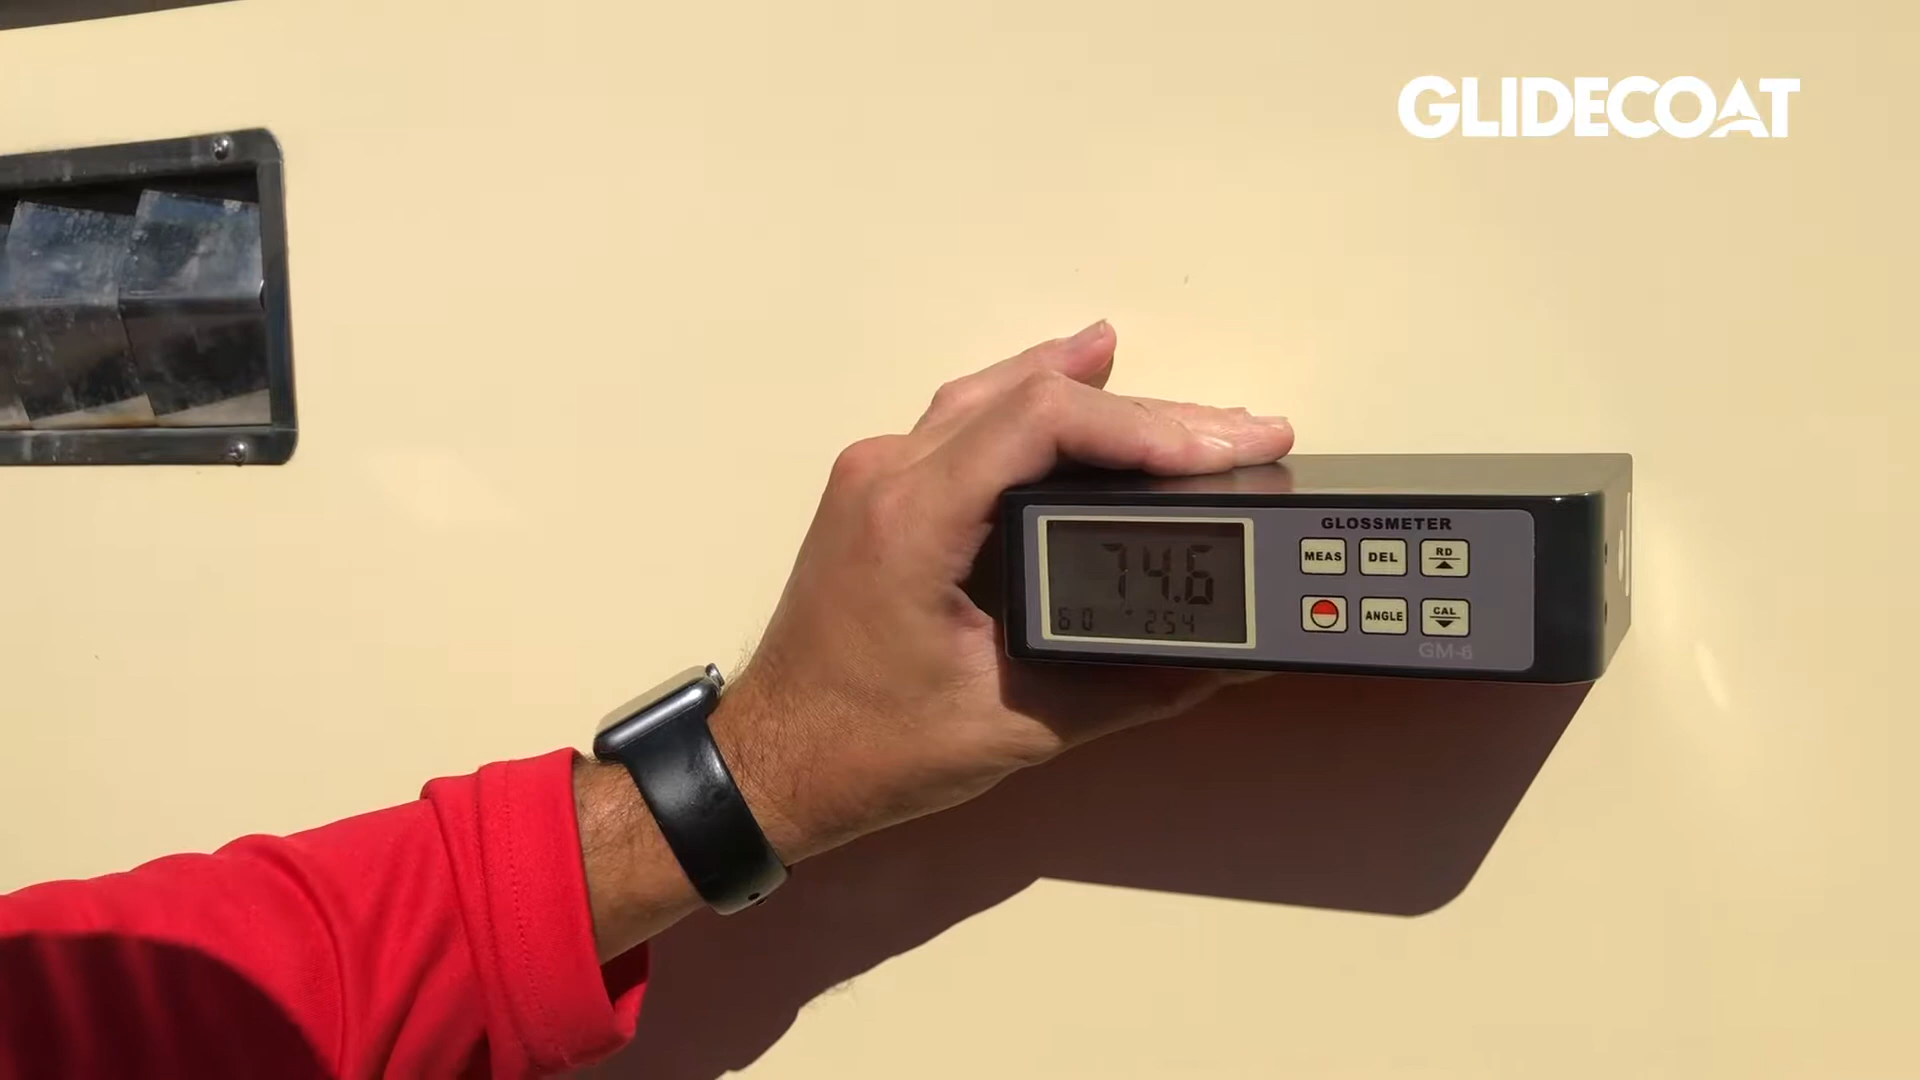 GLIDECOAT
GLOSSMETER
MEAS DEL RD
74.6
60° 254
ANGLE CAL
GM-6